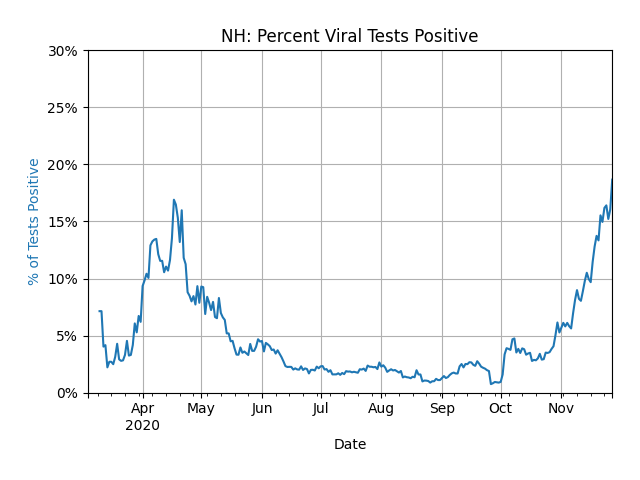 NH: Percent Viral Tests Positive
30%
25%
20%
15%
10%
5%
0%
% of Tests Positive
Apr May Jun Jul Aug Sep Oct Nov
2020
Date